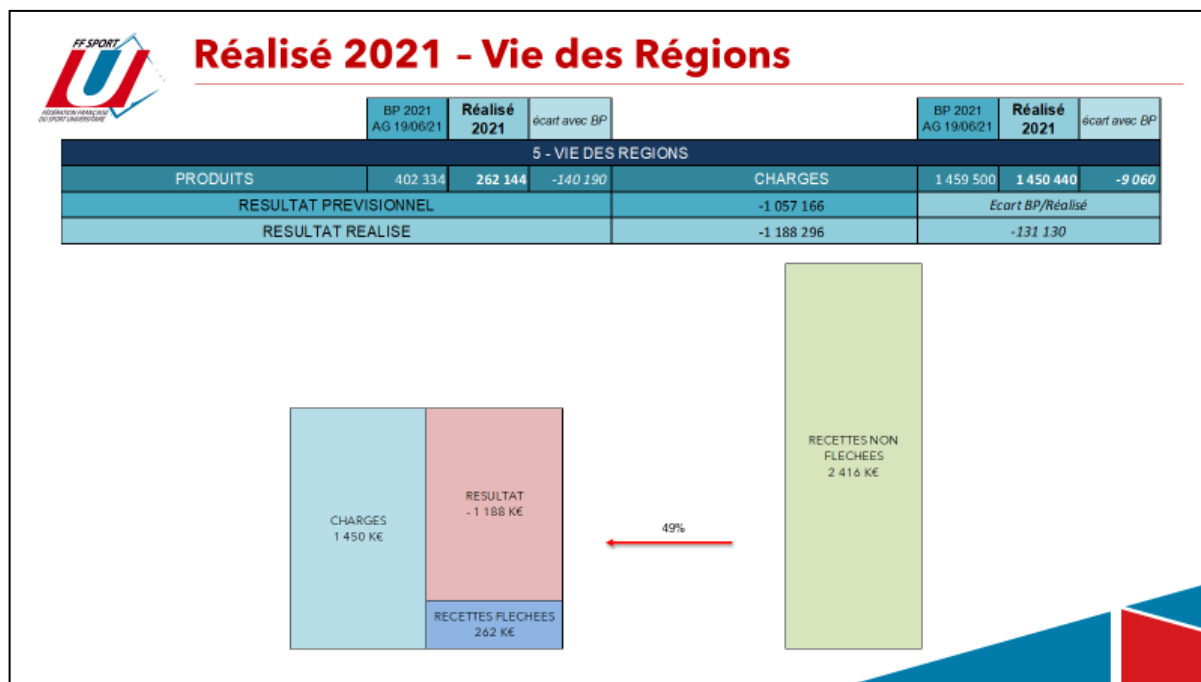 FF SPORT
U
FÉDÉRATION FRANÇAISE
DU SPORT UNIVERSITAIRE
Réalisé 2021 - Vie des Régions
BP 2021
AG 19/06/21
Réalisé
2021
écart avec BP
BP 2021
AG 19/06/21
Réalisé
2021
écart avec BP
5 - VIE DES REGIONS
PRODUITS 402 334 262 144 -140 190 CHARGES 1 459 500 1 450 440 -9 060
RESULTAT PREVISIONNEL -1 057 166 Ecart BP/Réalisé
RESULTAT REALISE -1 188 296 -131 130
RECETTES NON
FLECHEES
2 416 K€
RESULTAT
- 1 188 K€
CHARGES
1 450 K€
49%
RECETTES FLECHEES
262 K€